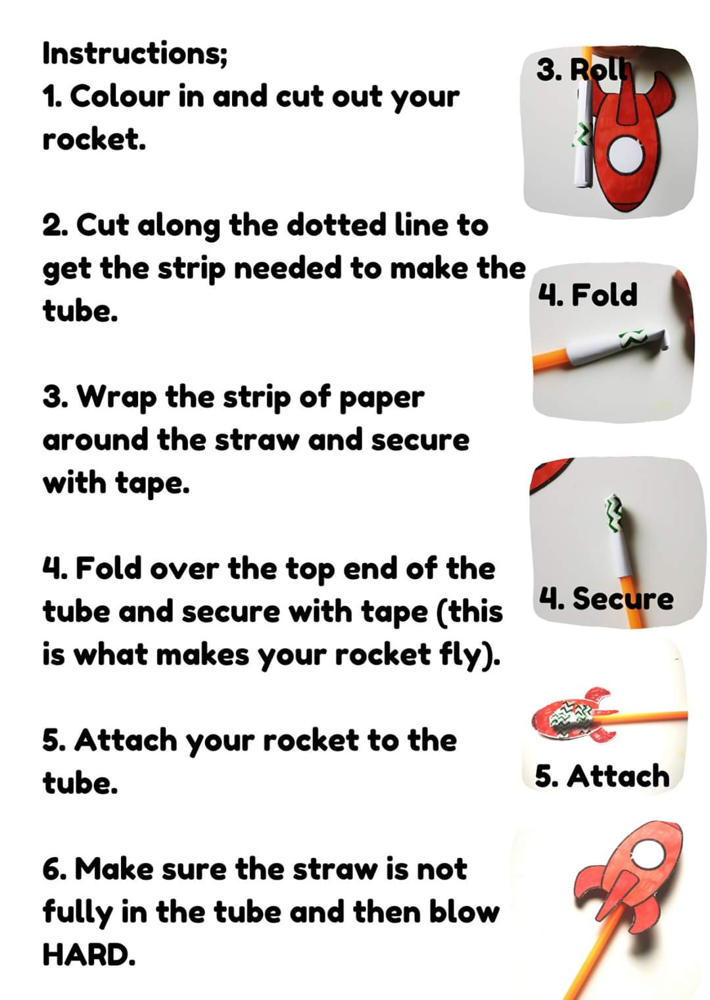 Instructions;
1. Colour in and cut out your
rocket.
2. Cut along the dotted line to
get the strip needed to make the
tube.
3. Wrap the strip of paper
around the straw and secure
with tape.
4. Fold over the top end of the
tube and secure with tape (this
is what makes your rocket fly).
5. Attach your rocket to the
tube.
6. Make sure the straw is not
fully in the tube and then blow
HARD.
3. Roll
4. Fold
4. Secure
5. Attach